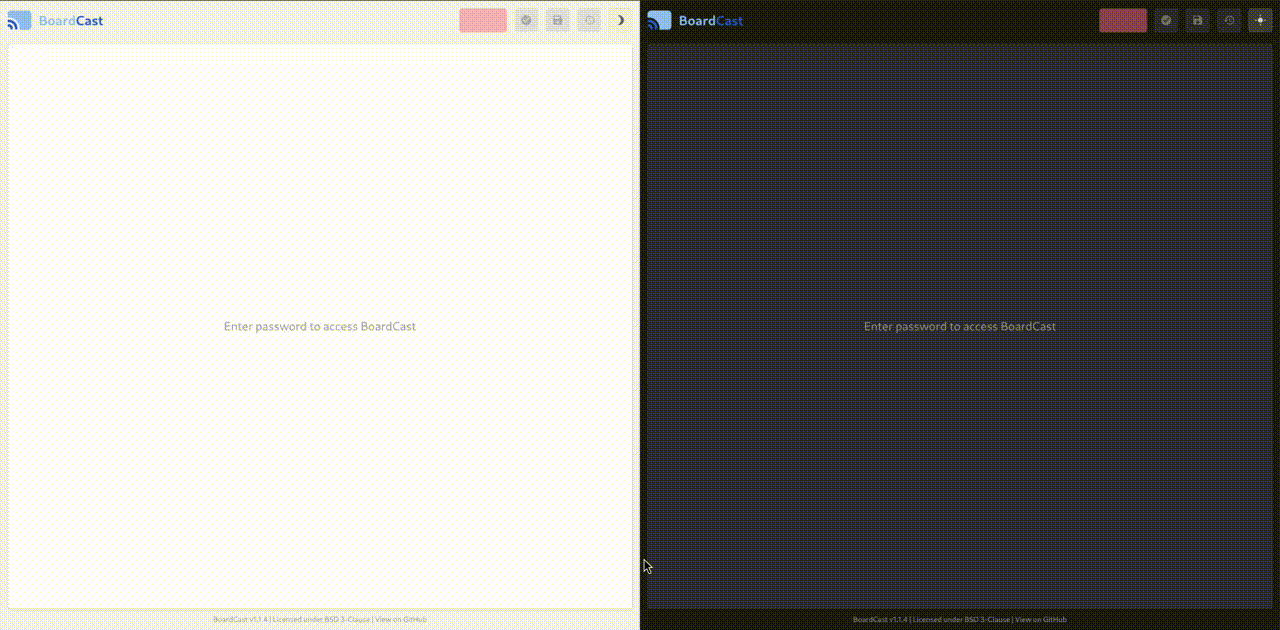 BoardCast
Enter password to access BoardCast
BoardCast v1.1.4 | Licensed under BSD 3-Clause | View on GitHub
BoardCast
Enter password to access BoardCast
BoardCast v1.1.4 | Licensed under BSD 3-Clause | View on GitHub